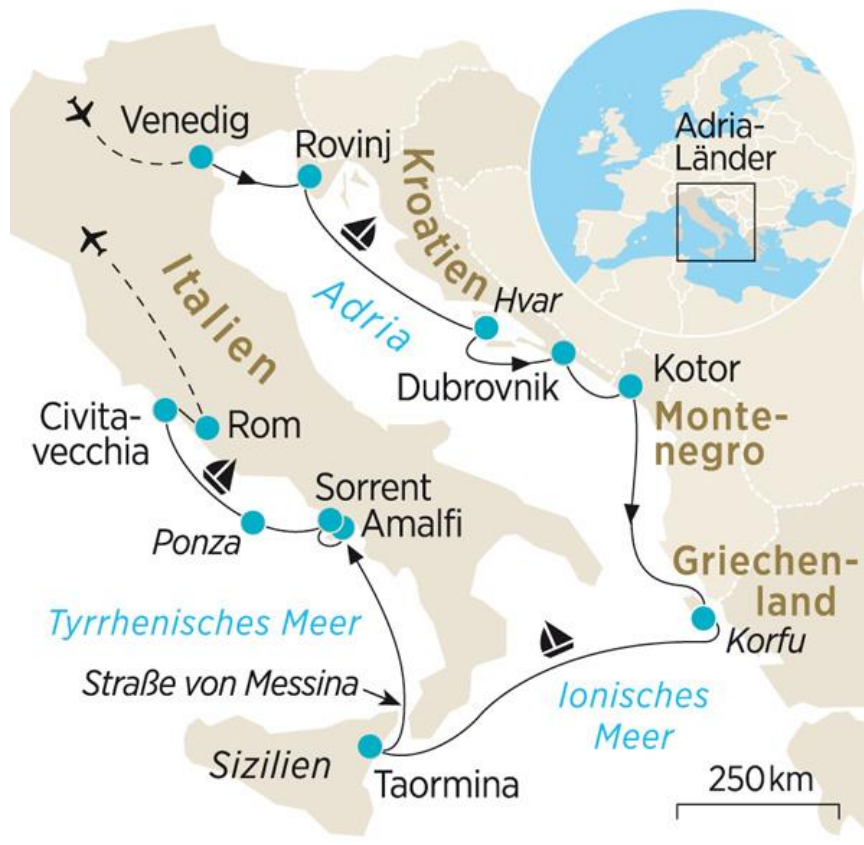 Venedig
Rovinj
Adria-
Länder
Kroatien
Italien
Adria
Hvar
Dubrovnik
Kotor
Monte-
negro
Civita-
vecchia
Rom
Sorrent
Amalfi
Ponza
Griechen-
land
Korfu
Tyrrhenisches Meer
Straße von Messina
Ionisches
Meer
Sizilien
Taormina
250 km